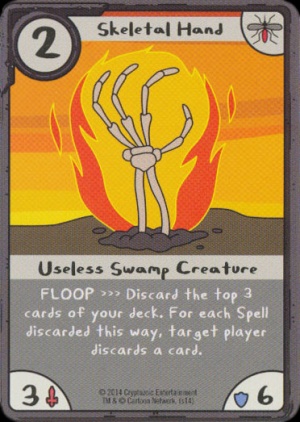 2
Skeletal Hand
Useless Swamp Creature
FLOOP >>> Discard the top 3
cards of your deck. For each Spell
discarded this way, target player
discards a card.
3
© 2014 Cryptozoic Entertainment
TM & © Cartoon Network. (s14)
6